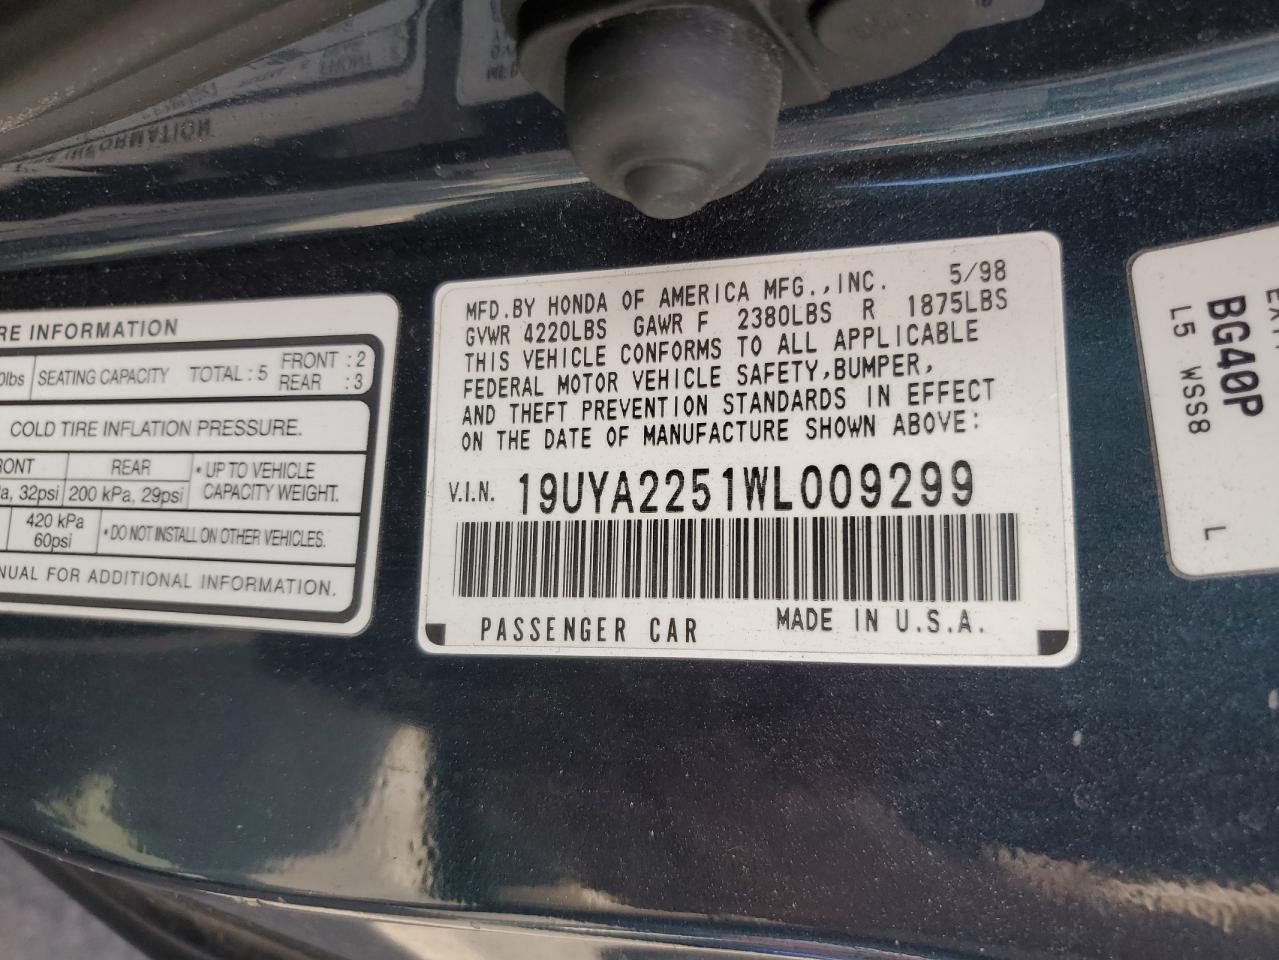 RE INFORMATION
0lbs SEATING CAPACITY TOTAL : 5 FRONT : 2
REAR : 3
COLD TIRE INFLATION PRESSURE.
RONT REAR • UP TO VEHICLE
CAPACITY WEIGHT.
a, 32psi 200 kPa, 29psi
420 kPa
60psi • DO NOT INSTALL ON OTHER VEHICLES.
NUAL FOR ADDITIONAL INFORMATION.
MFD.BY HONDA OF AMERICA MFG.,INC. 5/98
GVWR 4220LBS GAWR F 2380LBS R 1875LBS
THIS VEHICLE CONFORMS TO ALL APPLICABLE
FEDERAL MOTOR VEHICLE SAFETY,BUMPER,
AND THEFT PREVENTION STANDARDS IN EFFECT
ON THE DATE OF MANUFACTURE SHOWN ABOVE:
V.I.N. 19UYA2251WL009299
PASSENGER CAR MADE IN U.S.A.
BG40P
L5 WSS8 L